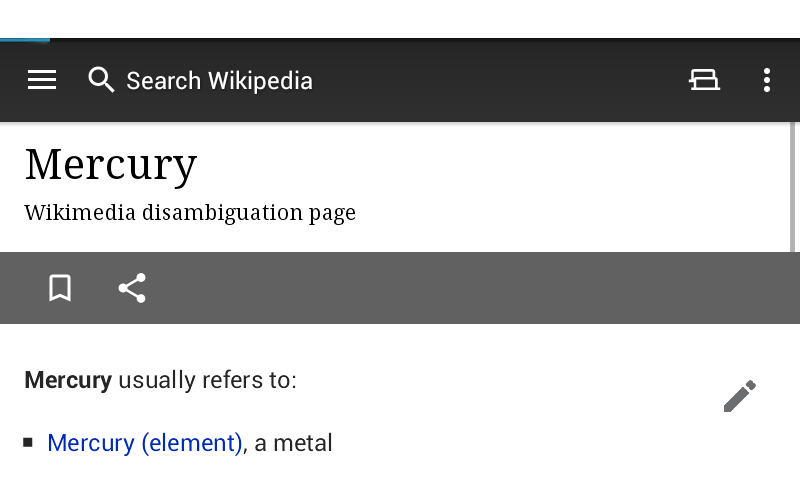 Search Wikipedia
Mercury
Wikimedia disambiguation page
Mercury usually refers to:
Mercury (element), a metal